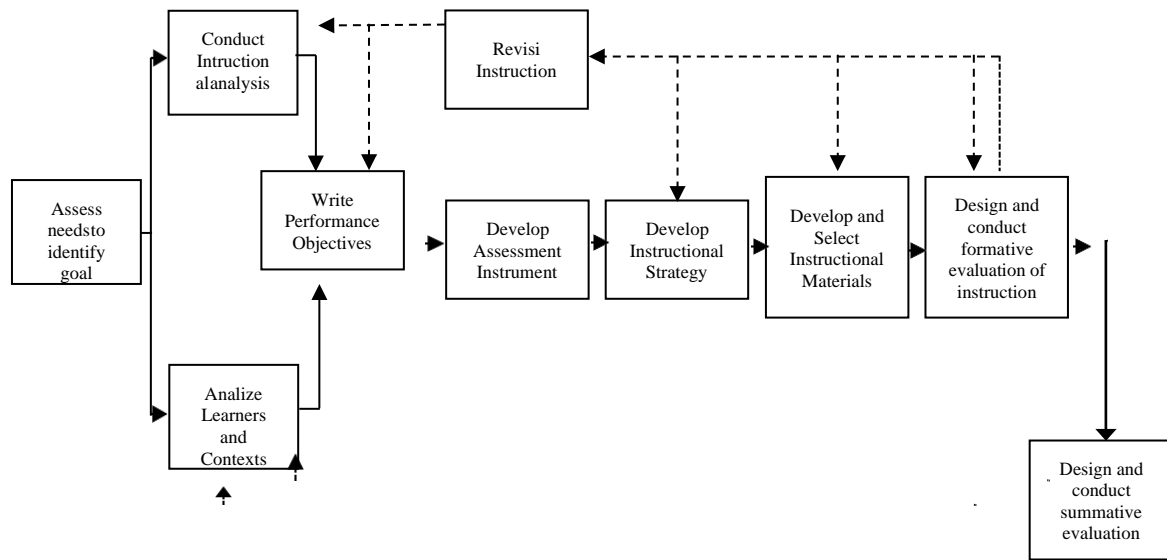 Conduct
Intruction
alanalysis
Revisi
Instruction
Assess
needsto
identify
goal
Write
Performance
Objectives
Develop
Assessment
Instrument
Develop
Instructional
Strategy
Develop and
Select
Instructional
Materials
Design and
conduct
formative
evaluation of
instruction
Analize
Learners
and
Contexts
Design and
conduct
summative
evaluation